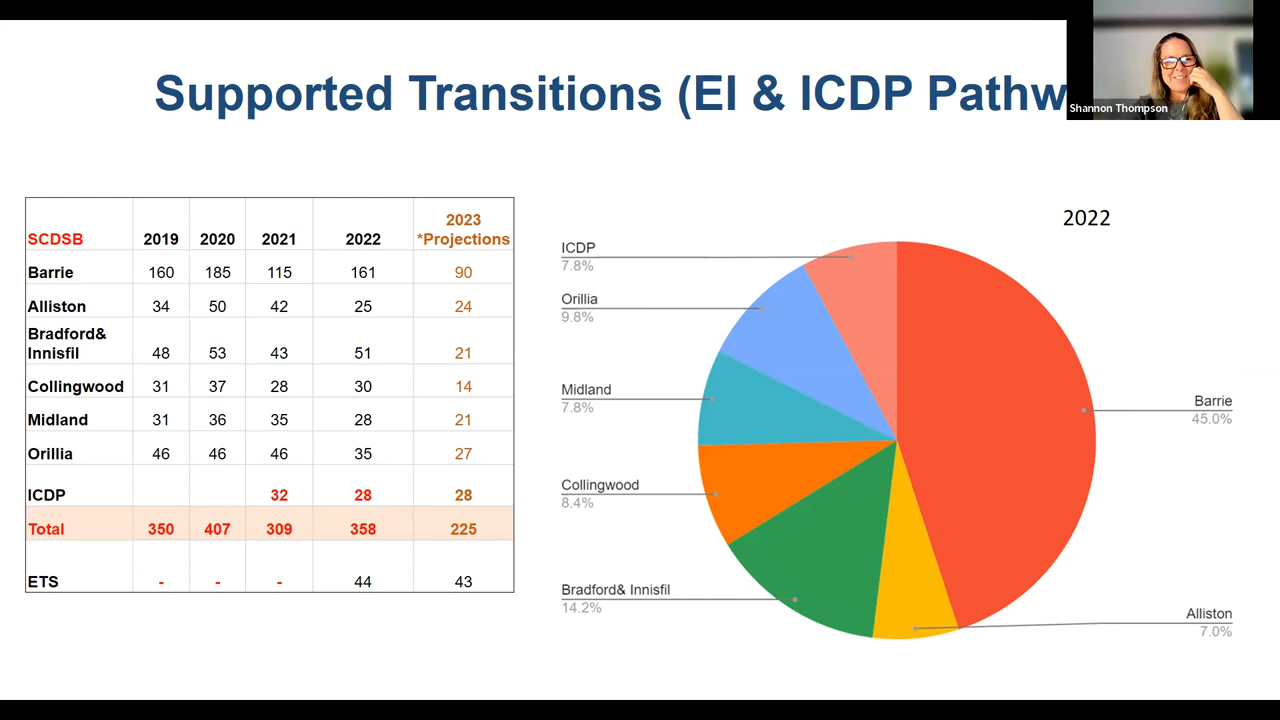 Supported Transitions (EI & ICDP Pathw
Shannon Thompson
SCDSB 2019 2020 2021 2022 2023 *Projections
Barrie 160 185 115 161 90
Alliston 34 50 42 25 24
Bradford& Innisfil 48 53 43 51 21
Collingwood 31 37 28 30 14
Midland 31 36 35 28 21
Orillia 46 46 46 35 27
ICDP 32 28 28
Total 350 407 309 358 225
ETS - - - 44 43
2022
ICDP
7.8%
Orillia
9.8%
Midland
7.8%
Collingwood
8.4%
Bradford& Innisfil
14.2%
Barrie
45.0%
Alliston
7.0%